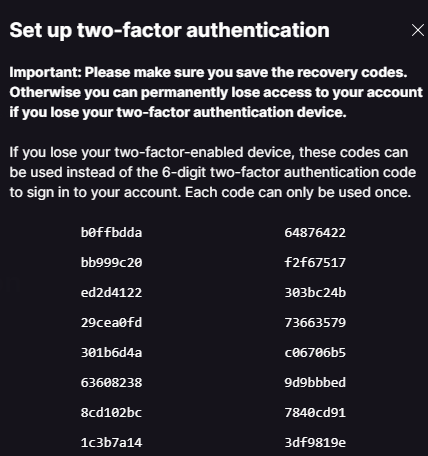 Set up two-factor authentication
Important: Please make sure you save the recovery codes.
Otherwise you can permanently lose access to your account
if you lose your two-factor authentication device.
If you lose your two-factor-enabled device, these codes can
be used instead of the 6-digit two-factor authentication code
to sign in to your account. Each code can only be used once.
b0ffbdda 64876422
bb999c20 f2f67517
ed2d4122 303bc24b
29cea0fd 73663579
301b6d4a c06706b5
63608238 9d9bbbed
8cd102bc 7840cd91
1c3b7a14 3df9819e